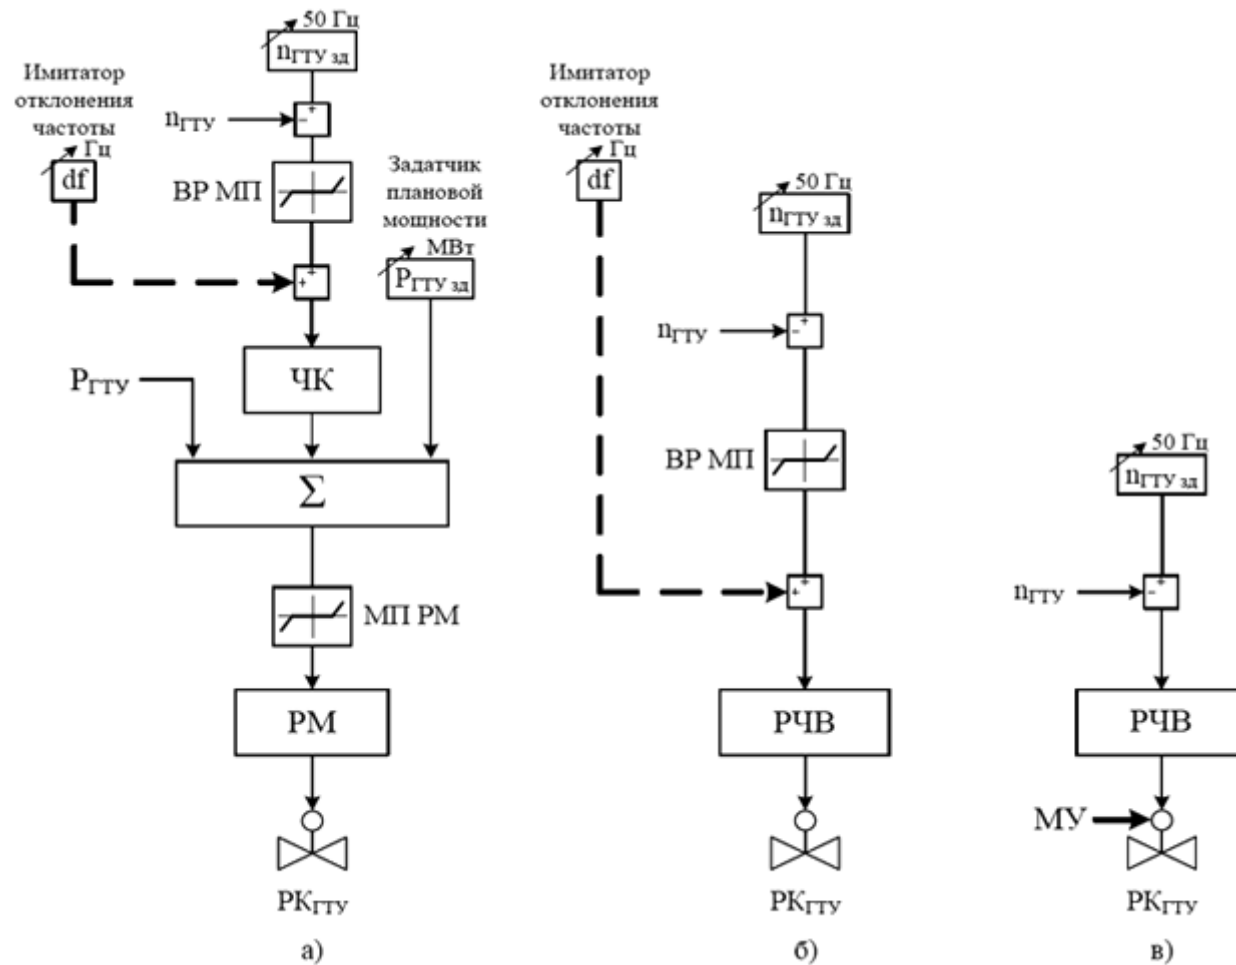 50 Гц
nГТУ зд
Имитатор
отклонения
частоты
Гц
df
nГТУ
ВР МП
Задатчик
плановой
мощности
МВт
PГТУ зд
ЧК
PГТУ
Σ
МП РМ
РМ
РКГТУ
а)
Имитатор
отклонения
частоты
Гц
df
50 Гц
nГТУ зд
nГТУ
ВР МП
РЧВ
РКГТУ
б)
50 Гц
nГТУ зд
nГТУ
РЧВ
МУ
РКГТУ
в)